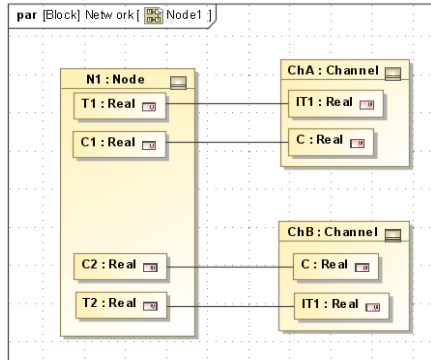 par [Block] Network [ Node1 ]
N1 : Node
T1 : Real
C1 : Real
C2 : Real
T2 : Real
ChA : Channel
IT1 : Real
C : Real
ChB : Channel
C : Real
IT1 : Real